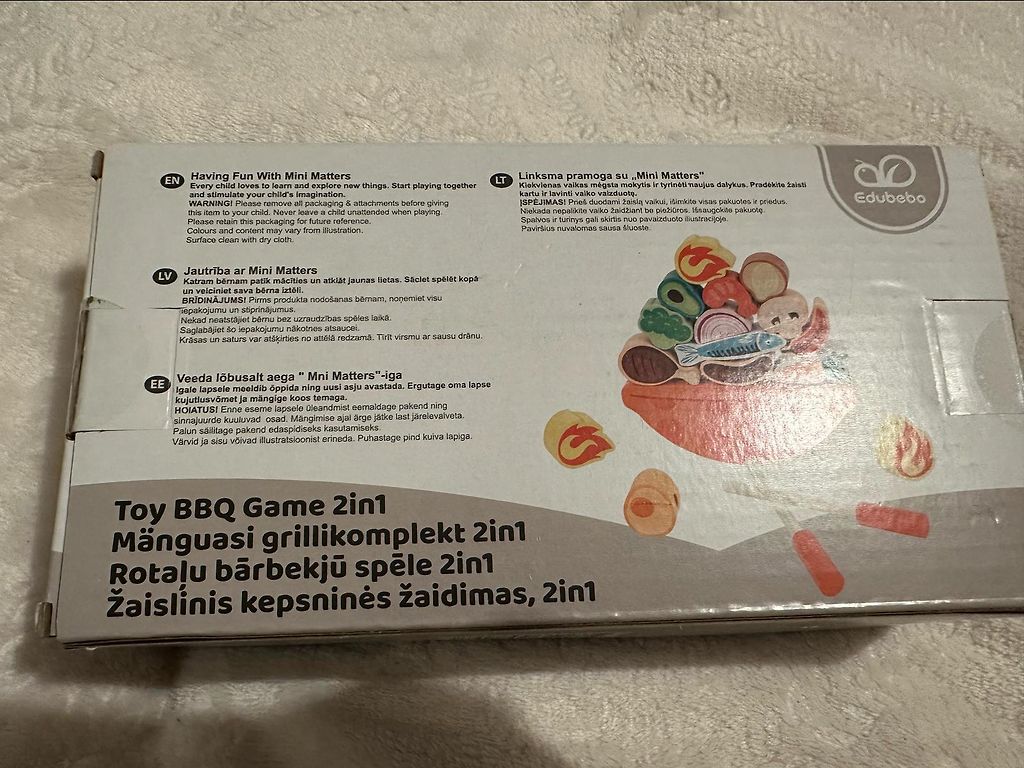 EN
Having Fun With Mini Matters
Every child loves to learn and explore new things. Start playing together
and stimulate your child's imagination.
WARNING! Please remove all packaging & attachments before giving
this item to your child. Never leave a child unattended when playing.
Please retain this packaging for future reference.
Colours and content may vary from illustration.
Surface clean with dry cloth.
LV
Jautrība ar Mini Matters
Katram bērnam patīk mācīties un atklāt jaunas lietas. Sāciet spēlēt kopā
un veiciniet sava bērna iztēli.
BRĪDINĀJUMS! Pirms produkta nodošanas bērnam, noņemiet visu
iepakojumu un stiprinājumus.
Nekad neatstājiet bērnu bez uzraudzības spēles laikā.
Saglabājiet šo iepakojumu nākotnes atsaucei.
Krāsas un saturs var atšķirties no attēlā redzamā. Tīrīt virsmu ar sausu drānu.
EE
Veeda lõbusalt aega " Mni Matters"-iga
Igale lapsele meeldib õppida ning uusi asju avastada. Ergutage oma lapse
kujutlusvõimet ja mängige koos temaga.
HOIATUS! Enne eseme lapsele üleandmist eemaldage pakend ning
sinnajuurde kuuluvad osad. Mängimise ajal ärge jätke last järelevalveta.
Palun säilitage pakend edaspidiseks kasutamiseks.
Värvid ja sisu võivad illustratsioonist erineda. Puhastage pind kuiva lapiga.
LT
Linksma pramoga su „Mini Matters"
Kiekvienas vaikas mėgsta mokytis ir tyrinėti naujus dalykus. Pradėkite žaisti
kartu ir lavinti vaiko vaizduotę.
ĮSPĖJIMAS! Prieš duodami žaislą vaikui, išimkite visas pakuotes ir priedus.
Niekada nepalikite vaiko žaidžiant be piežiūros. Išsaugokite pakuotę.
Spalvos ir turinys gali skirtis nuo pavaizduoto illustracijoje.
Paviršius nuvalomas sausa šluoste.
Edubebo
Toy BBQ Game 2in1
Mänguasi grillikomplekt 2in1
Rotaļu bārbekjū spēle 2in1
Žaislinis kepsninės žaidimas, 2in1